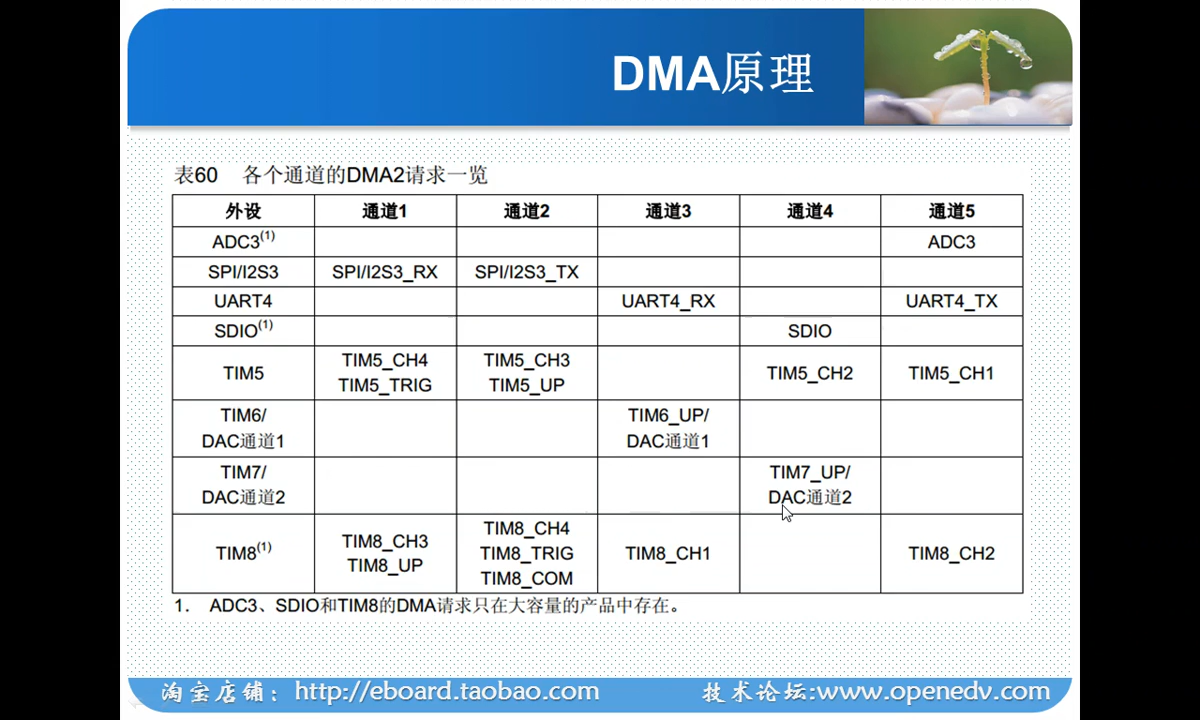 DMA原理
表60 各个通道的DMA2请求一览
外设 通道1 通道2 通道3 通道4 通道5
ADC3(1) ADC3
SPI/I2S3 SPI/I2S3_RX SPI/I2S3_TX
UART4 UART4_RX UART4_TX
SDIO(1) SDIO
TIM5 TIM5_CH4 TIM5_TRIG TIM5_CH3 TIM5_UP TIM5_CH2 TIM5_CH1
TIM6/ DAC通道1 TIM6_UP/ DAC通道1
TIM7/ DAC通道2 TIM7_UP/ DAC通道2
TIM8(1) TIM8_CH3 TIM8_UP TIM8_CH4 TIM8_TRIG TIM8_COM TIM8_CH1 TIM8_CH2
1. ADC3、SDIO和TIM8的DMA请求只在大容量的产品中存在。
淘宝店铺：http://eboard.taobao.com 技术论坛:www.openedv.com